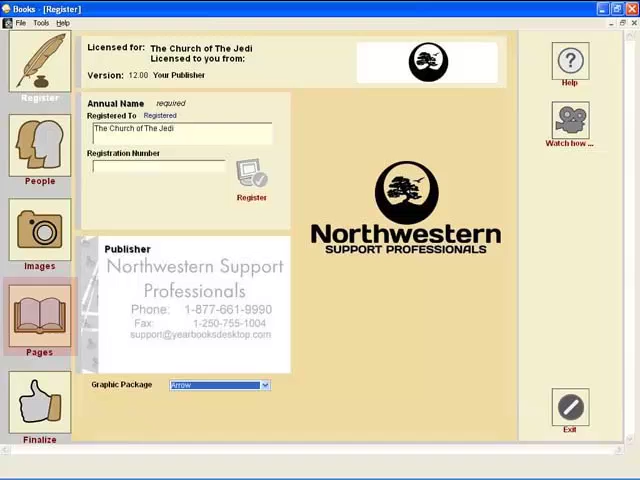 Books - [Register]
File Tools Help
Register
People
Images
Pages
Finalize
Licensed for: The Church of The Jedi
Licensed to you from:
Version: 12.00 Your Publisher
Annual Name required
Registered To Registered
The Church of The Jedi
Registration Number
Register
Publisher
Northwestern Support
Professionals
Phone: 1-877-661-9990
Fax: 1-250-755-1004
support@yearbooksdesktop.com
Graphic Package Arrow
Northwestern
SUPPORT PROFESSIONALS
Help
Watch how ...
Exit